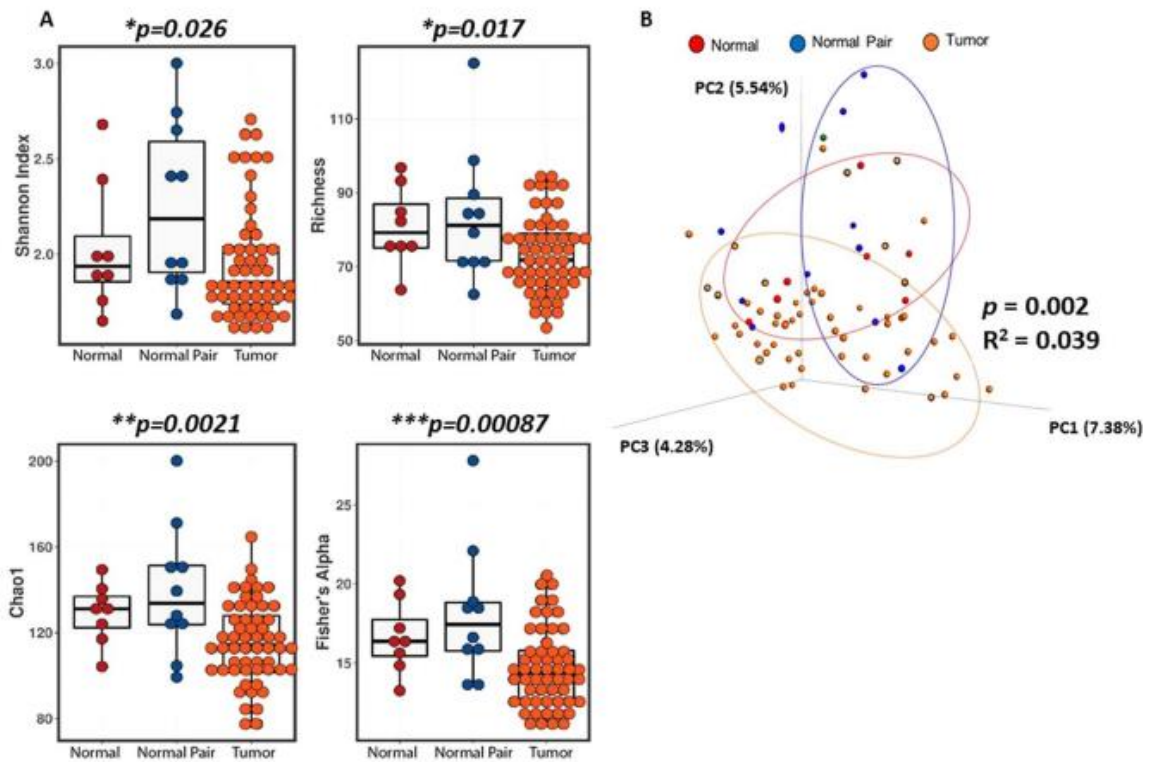 A
*p=0.026
Shannon Index
3.0
2.5
2.0
Normal Normal Pair Tumor
*p=0.017
Richness
110
90
70
50
Normal Normal Pair Tumor
**p=0.0021
Chao1
200
160
120
80
Normal Normal Pair Tumor
***p=0.00087
Fisher's Alpha
25
20
15
Normal Normal Pair Tumor
B
Normal Normal Pair Tumor
PC2 (5.54%)
p = 0.002
R² = 0.039
PC3 (4.28%)
PC1 (7.38%)